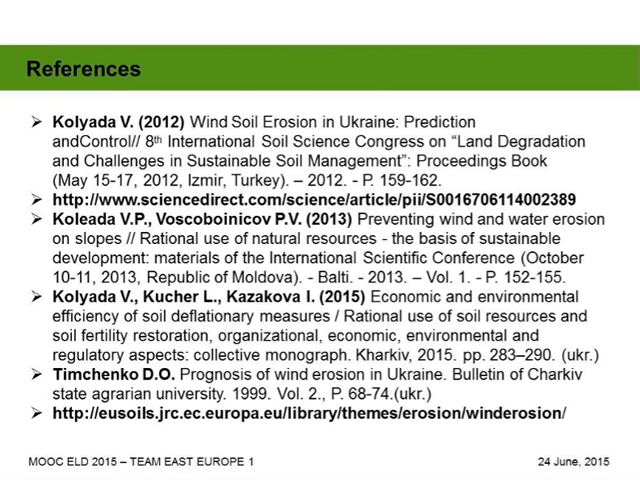 References
➢ Kolyada V. (2012) Wind Soil Erosion in Ukraine: Prediction
andControl// 8th International Soil Science Congress on “Land Degradation
and Challenges in Sustainable Soil Management”: Proceedings Book
(May 15-17, 2012, Izmir, Turkey). – 2012. - P. 159-162.
➢ http://www.sciencedirect.com/science/article/pii/S0016706114002389
➢ Koleada V.P., Voscoboinicov P.V. (2013) Preventing wind and water erosion
on slopes // Rational use of natural resources - the basis of sustainable
development: materials of the International Scientific Conference (October
10-11, 2013, Republic of Moldova). - Balti. - 2013. – Vol. 1. - P. 152-155.
➢ Kolyada V., Kucher L., Kazakova I. (2015) Economic and environmental
efficiency of soil deflationary measures / Rational use of soil resources and
soil fertility restoration, organizational, economic, environmental and
regulatory aspects: collective monograph. Kharkiv, 2015. pp. 283–290. (ukr.)
➢ Timchenko D.O. Prognosis of wind erosion in Ukraine. Bulletin of Charkiv
state agrarian university. 1999. Vol. 2., P. 68-74.(ukr.)
➢ http://eusoils.jrc.ec.europa.eu/library/themes/erosion/winderosion/
MOOC ELD 2015 – TEAM EAST EUROPE 1
24 June, 2015